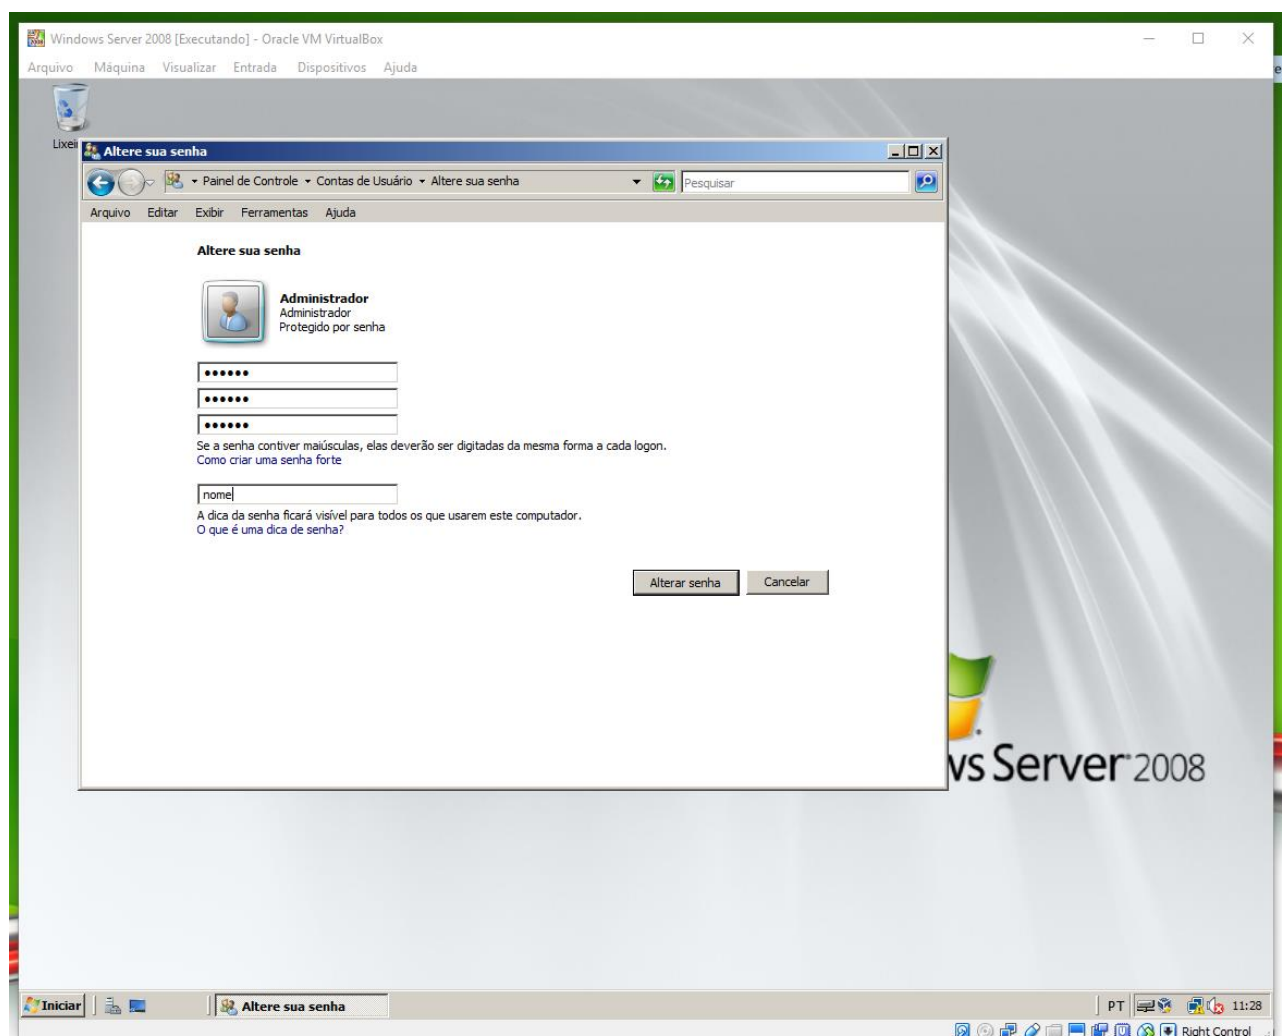 Windows Server 2008 [Executando] - Oracle VM VirtualBox
Arquivo Máquina Visualizar Entrada Dispositivos Ajuda
Altere sua senha
Painel de Controle Contas de Usuário Altere sua senha
Pesquisar
Arquivo Editar Exibir Ferramentas Ajuda
Altere sua senha
Administrador
Administrador
Protegido por senha
••••••
••••••
••••••
Se a senha contiver maiúsculas, elas deverão ser digitadas da mesma forma a cada logon.
Como criar uma senha forte
nome
A dica da senha ficará visível para todos os que usarem este computador.
O que é uma dica de senha?
Alterar senha Cancelar
Server 2008
Iniciar Altere sua senha PT 11:28
Right Control